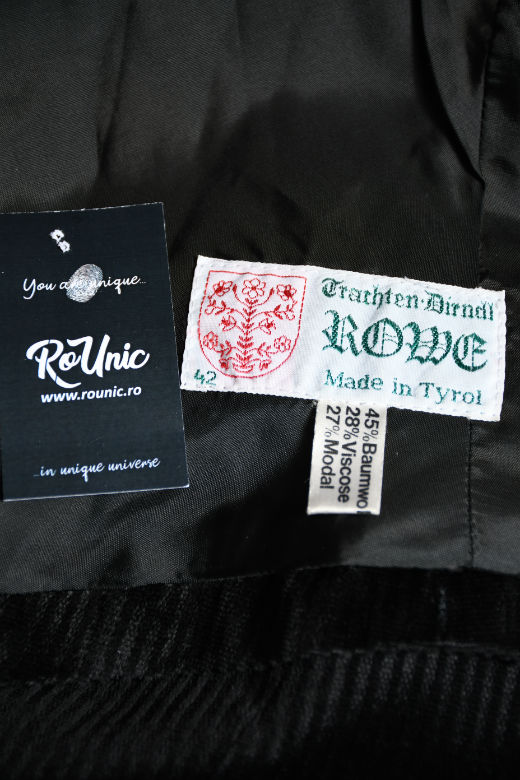 You are unique...
RoUnic
www.rounic.ro
...in unique universe
Trachten-Dirndl
ROWE
42
Made in Tyrol
45%Baumwo
28%Viscose
27%Modal